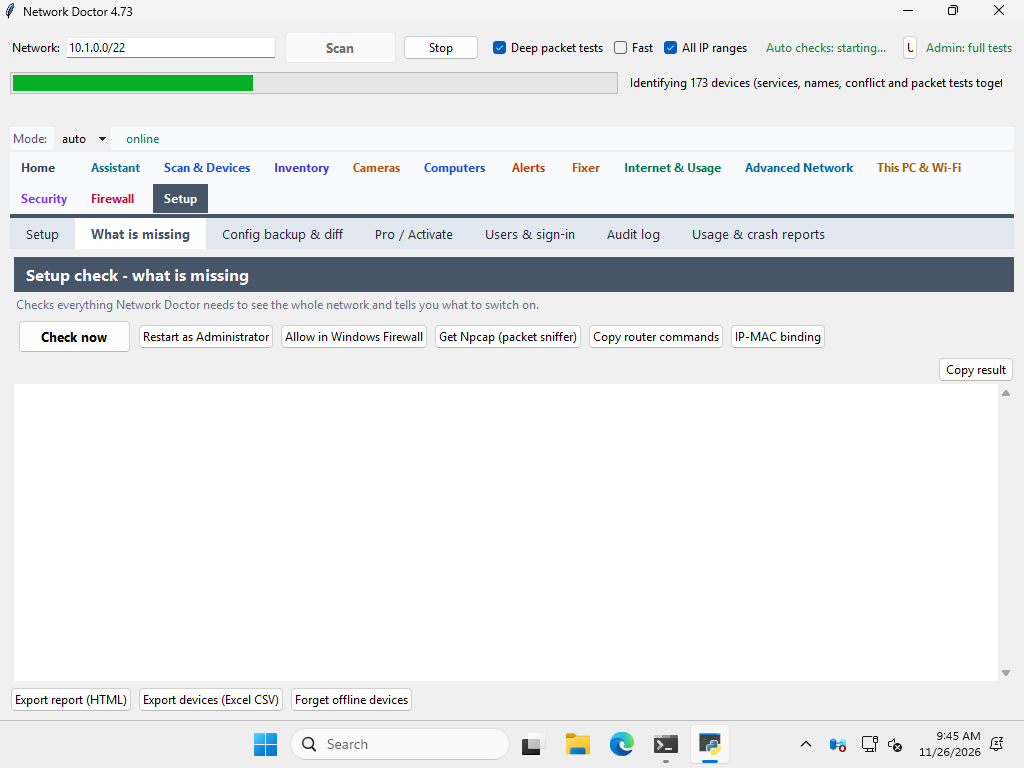 Network Doctor 4.73
Network: 10.1.0.0/22 Scan Stop Deep packet tests Fast All IP ranges Auto checks: starting... Admin: full tests
Identifying 173 devices (services, names, conflict and packet tests toget
Mode: auto online
Home Assistant Scan & Devices Inventory Cameras Computers Alerts Fixer Internet & Usage Advanced Network This PC & Wi-Fi
Security Firewall Setup
Setup What is missing Config backup & diff Pro / Activate Users & sign-in Audit log Usage & crash reports
Setup check - what is missing
Checks everything Network Doctor needs to see the whole network and tells you what to switch on.
Check now Restart as Administrator Allow in Windows Firewall Get Npcap (packet sniffer) Copy router commands IP-MAC binding
Copy result
Export report (HTML) Export devices (Excel CSV) Forget offline devices
Search
9:45 AM
11/26/2026